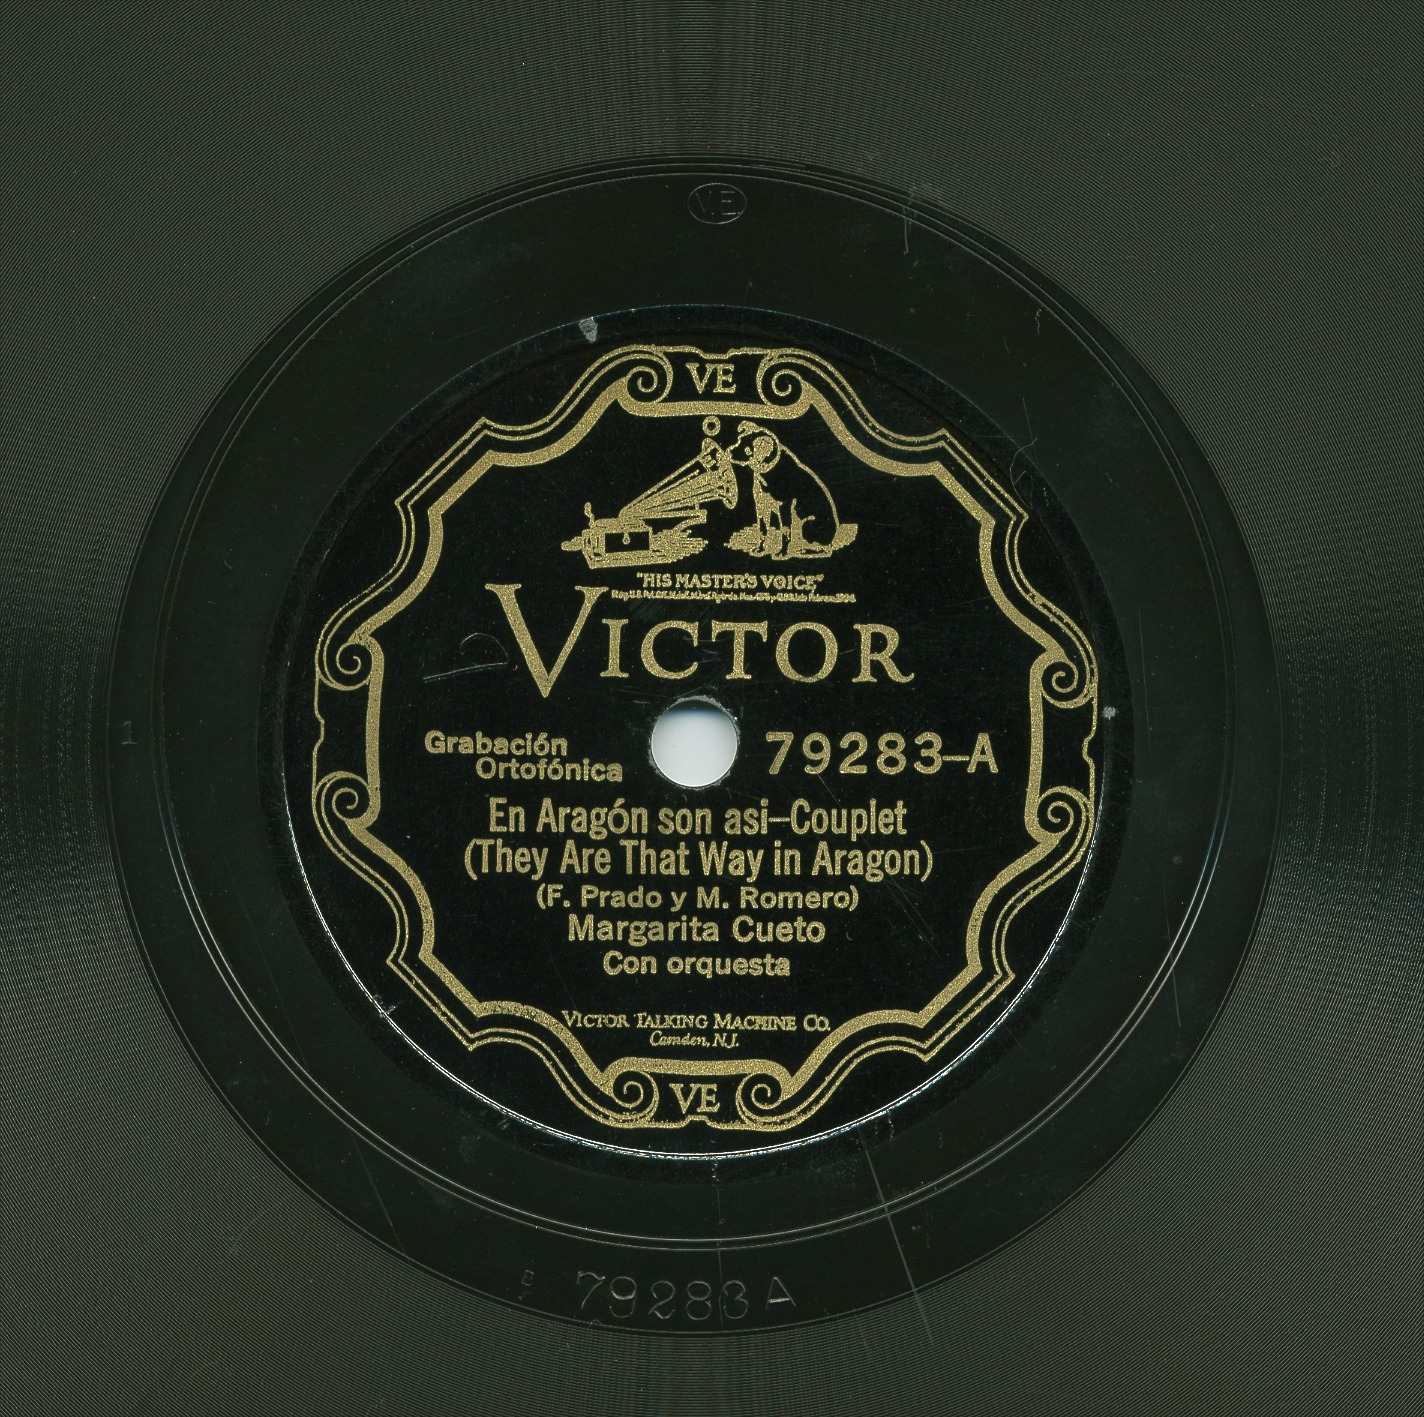 VE
VE
"HIS MASTER'S VOICE"
VICTOR
Grabación
Ortofónica
79283-A
En Aragón son asi-Couplet
(They Are That Way in Aragon)
(F. Prado y M. Romero)
Margarita Cueto
Con orquesta
VICTOR TALKING MACHINE CO.
Camden, N.J.
VE
79283 A